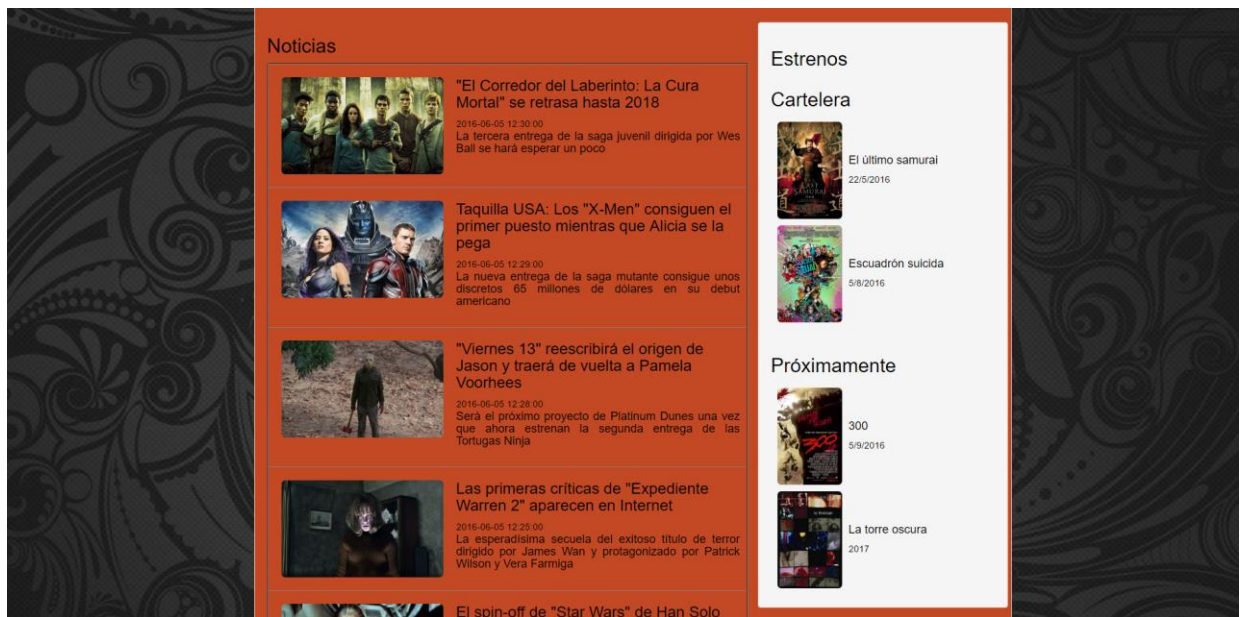 Noticias
"El Corredor del Laberinto: La Cura
Mortal" se retrasa hasta 2018
2016-06-05 12:30:00
La tercera entrega de la saga juvenil dirigida por Wes
Ball se hará esperar un poco
Taquilla USA: Los "X-Men" consiguen el
primer puesto mientras que Alicia se la
pega
2016-06-05 12:29:00
La nueva entrega de la saga mutante consigue unos
discretos 65 millones de dólares en su debut
americano
"Viernes 13" reescribirá el origen de
Jason y traerá de vuelta a Pamela
Voorhees
2016-06-05 12:28:00
Será el próximo proyecto de Platinum Dunes una vez
que ahora estrenan la segunda entrega de las
Tortugas Ninja
Las primeras críticas de "Expediente
Warren 2" aparecen en Internet
2016-06-05 12:25:00
La esperadísima secuela del exitoso título de terror
dirigido por James Wan y protagonizado por Patrick
Wilson y Vera Farmiga
El spin-off de "Star Wars" de Han Solo
Estrenos
Cartelera
LAST
SAMURAI
El último samurai
22/5/2016
Escuadrón suicida
5/8/2016
Próximamente
300
300
5/9/2016
La torre oscura
2017